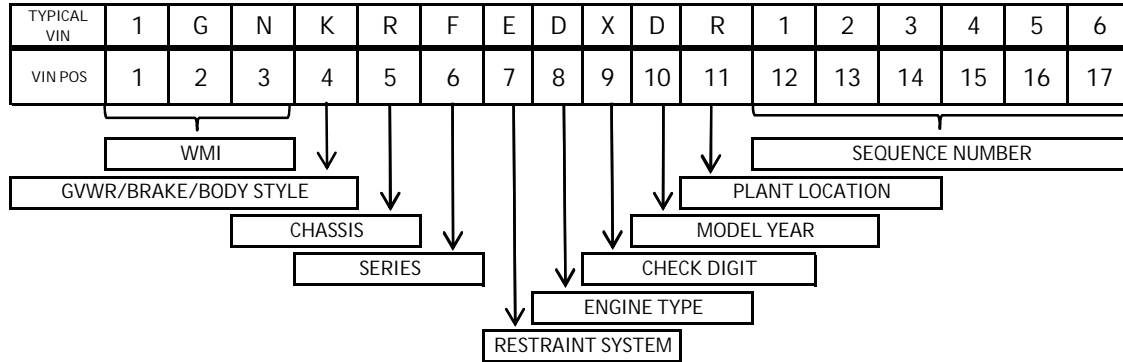 TYPICAL VIN 1 G N K R F E D X D R 1 2 3 4 5 6
VIN POS 1 2 3 4 5 6 7 8 9 10 11 12 13 14 15 16 17
WMI SEQUENCE NUMBER
GVWR/BRAKE/BODY STYLE PLANT LOCATION
CHASSIS MODEL YEAR
SERIES CHECK DIGIT
ENGINE TYPE
RESTRAINT SYSTEM